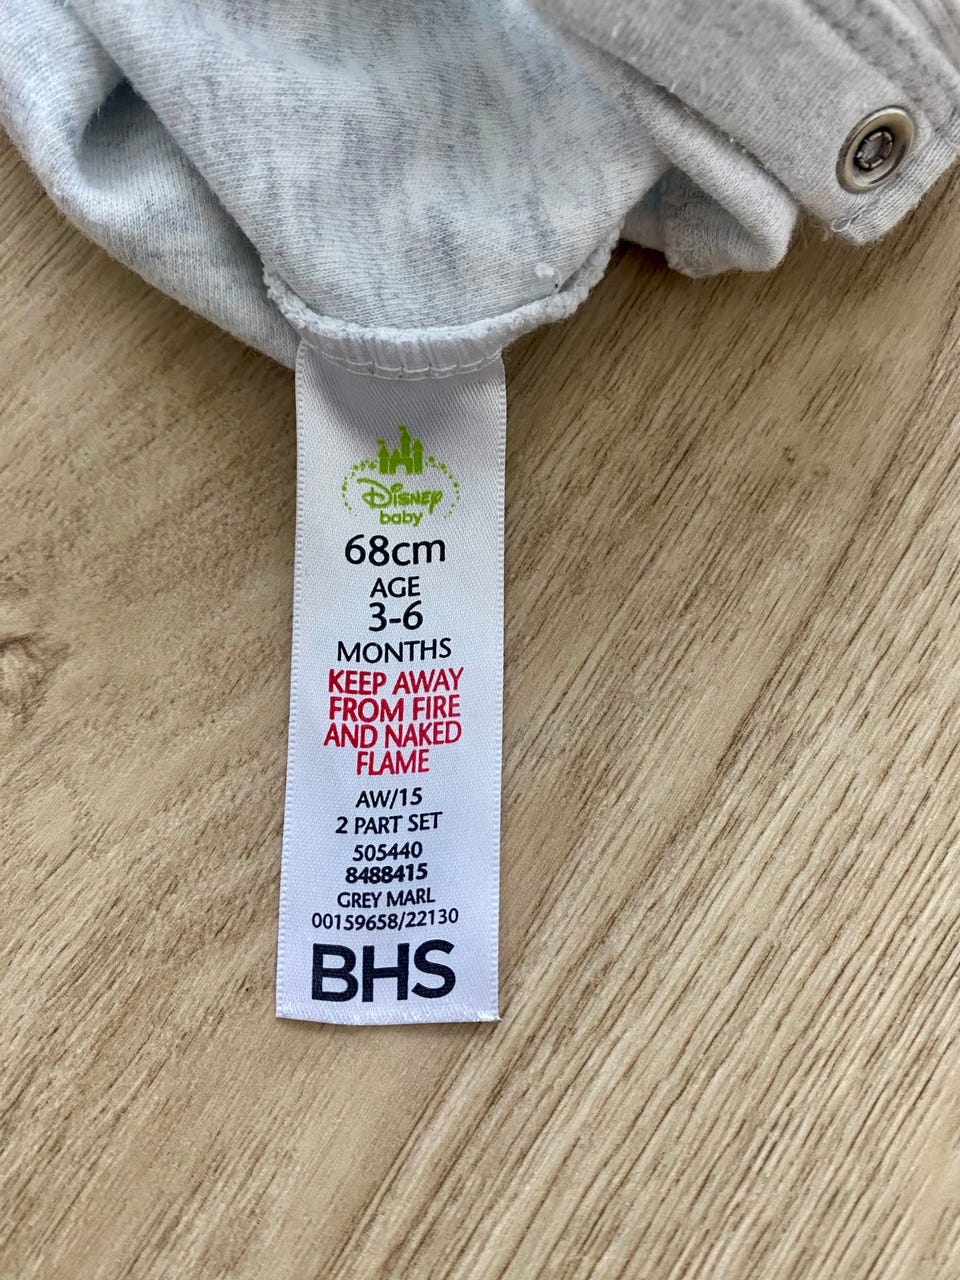 Disney
baby
68cm
AGE
3-6
MONTHS
KEEP AWAY
FROM FIRE
AND NAKED
FLAME
AW/15
2 PART SET
505440
8488415
GREY MARL
00159658/22130
BHS